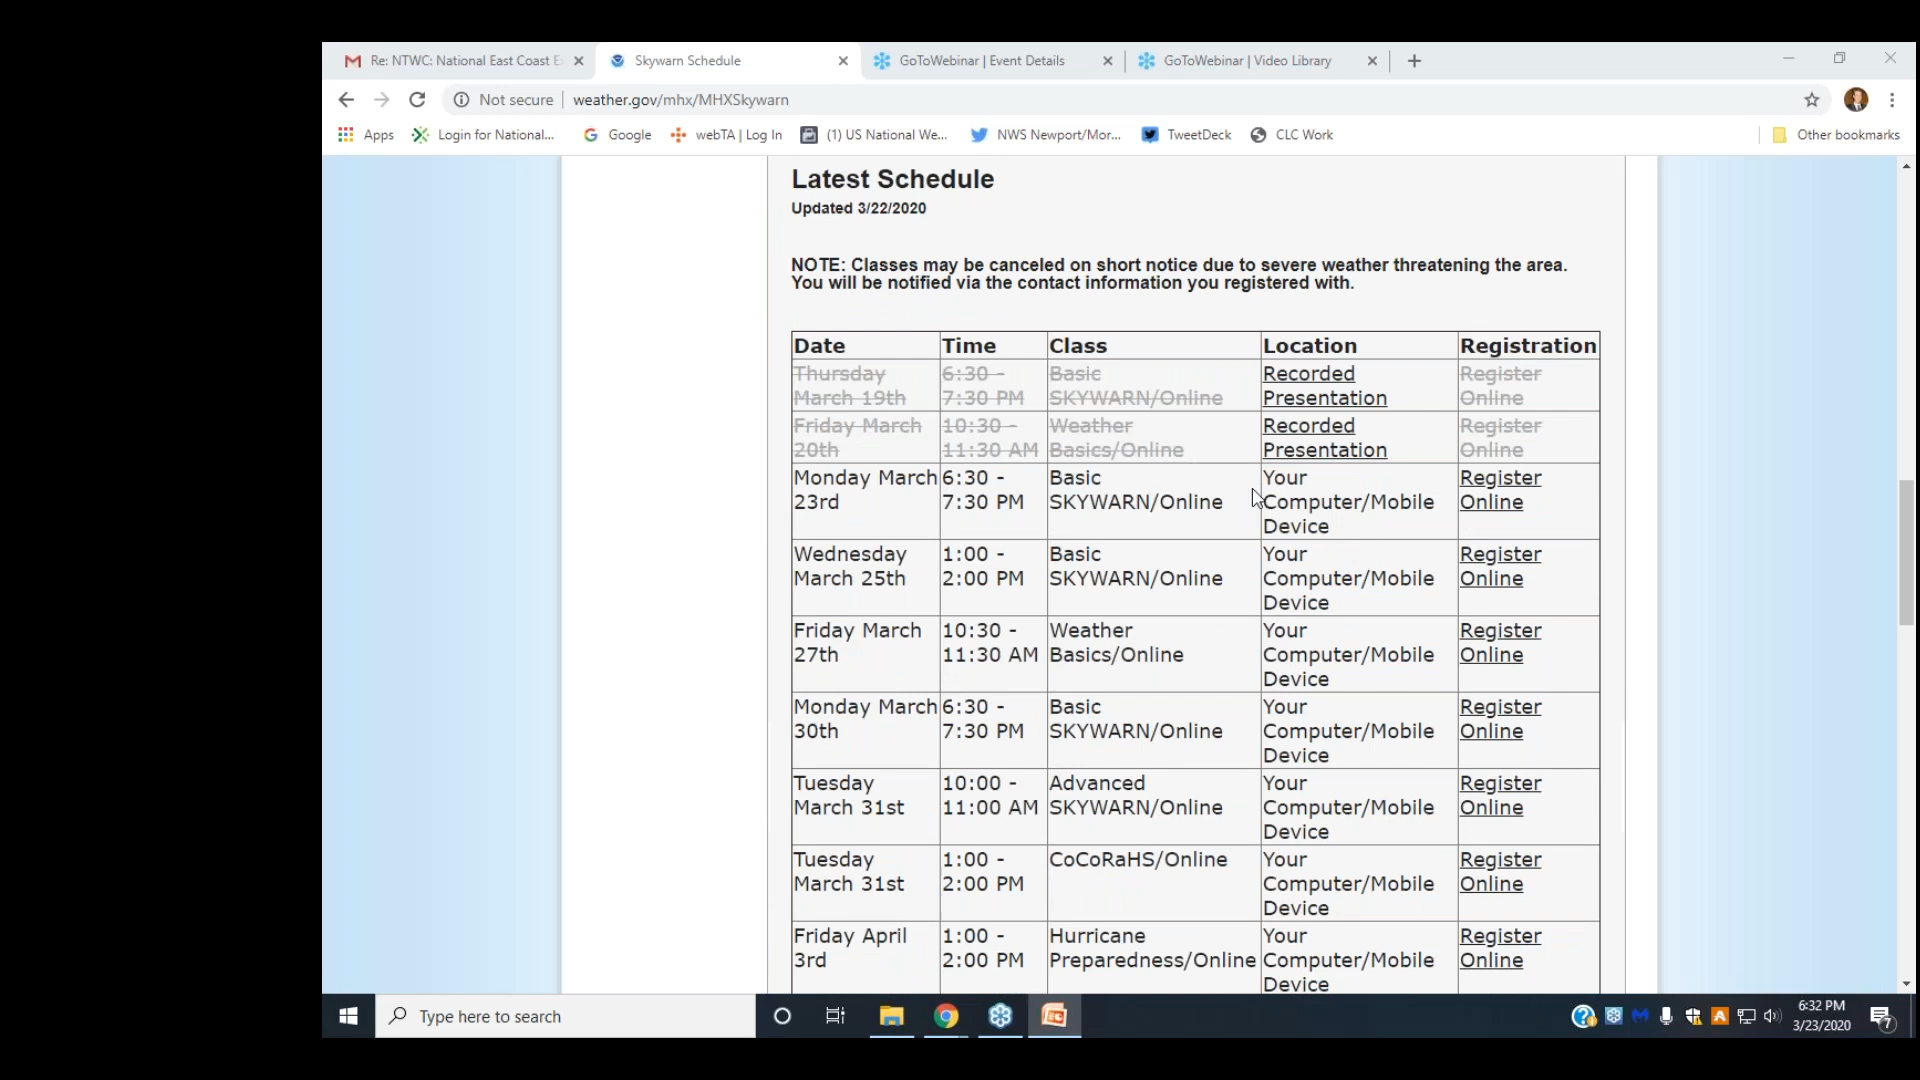 Re: NTWC: National East Coast E
Skywarn Schedule
GoToWebinar | Event Details
GoToWebinar | Video Library
Not secure
weather.gov/mhx/MHXSkywarn
Apps
Login for National...
Google
webTA | Log In
(1) US National We...
NWS Newport/Mor...
TweetDeck
CLC Work
Other bookmarks
Latest Schedule
Updated 3/22/2020
NOTE: Classes may be canceled on short notice due to severe weather threatening the area.
You will be notified via the contact information you registered with.
Date Time Class Location Registration
Thursday 6:30 - Basic Recorded Register
March 19th 7:30 PM SKYWARN/Online Presentation Online
Friday March 10:30 - Weather Recorded Register
20th 11:30 AM Basics/Online Presentation Online
Monday March 6:30 - Basic Your Register
23rd 7:30 PM SKYWARN/Online Computer/Mobile Online
Device
Wednesday 1:00 - Basic Your Register
March 25th 2:00 PM SKYWARN/Online Computer/Mobile Online
Device
Friday March 10:30 - Weather Your Register
27th 11:30 AM Basics/Online Computer/Mobile Online
Device
Monday March 6:30 - Basic Your Register
30th 7:30 PM SKYWARN/Online Computer/Mobile Online
Device
Tuesday 10:00 - Advanced Your Register
March 31st 11:00 AM SKYWARN/Online Computer/Mobile Online
Device
Tuesday 1:00 - CoCoRaHS/Online Your Register
March 31st 2:00 PM Computer/Mobile Online
Device
Friday April 1:00 - Hurricane Your Register
3rd 2:00 PM Preparedness/Online Computer/Mobile Online
Device
Type here to search
6:32 PM
3/23/2020
7